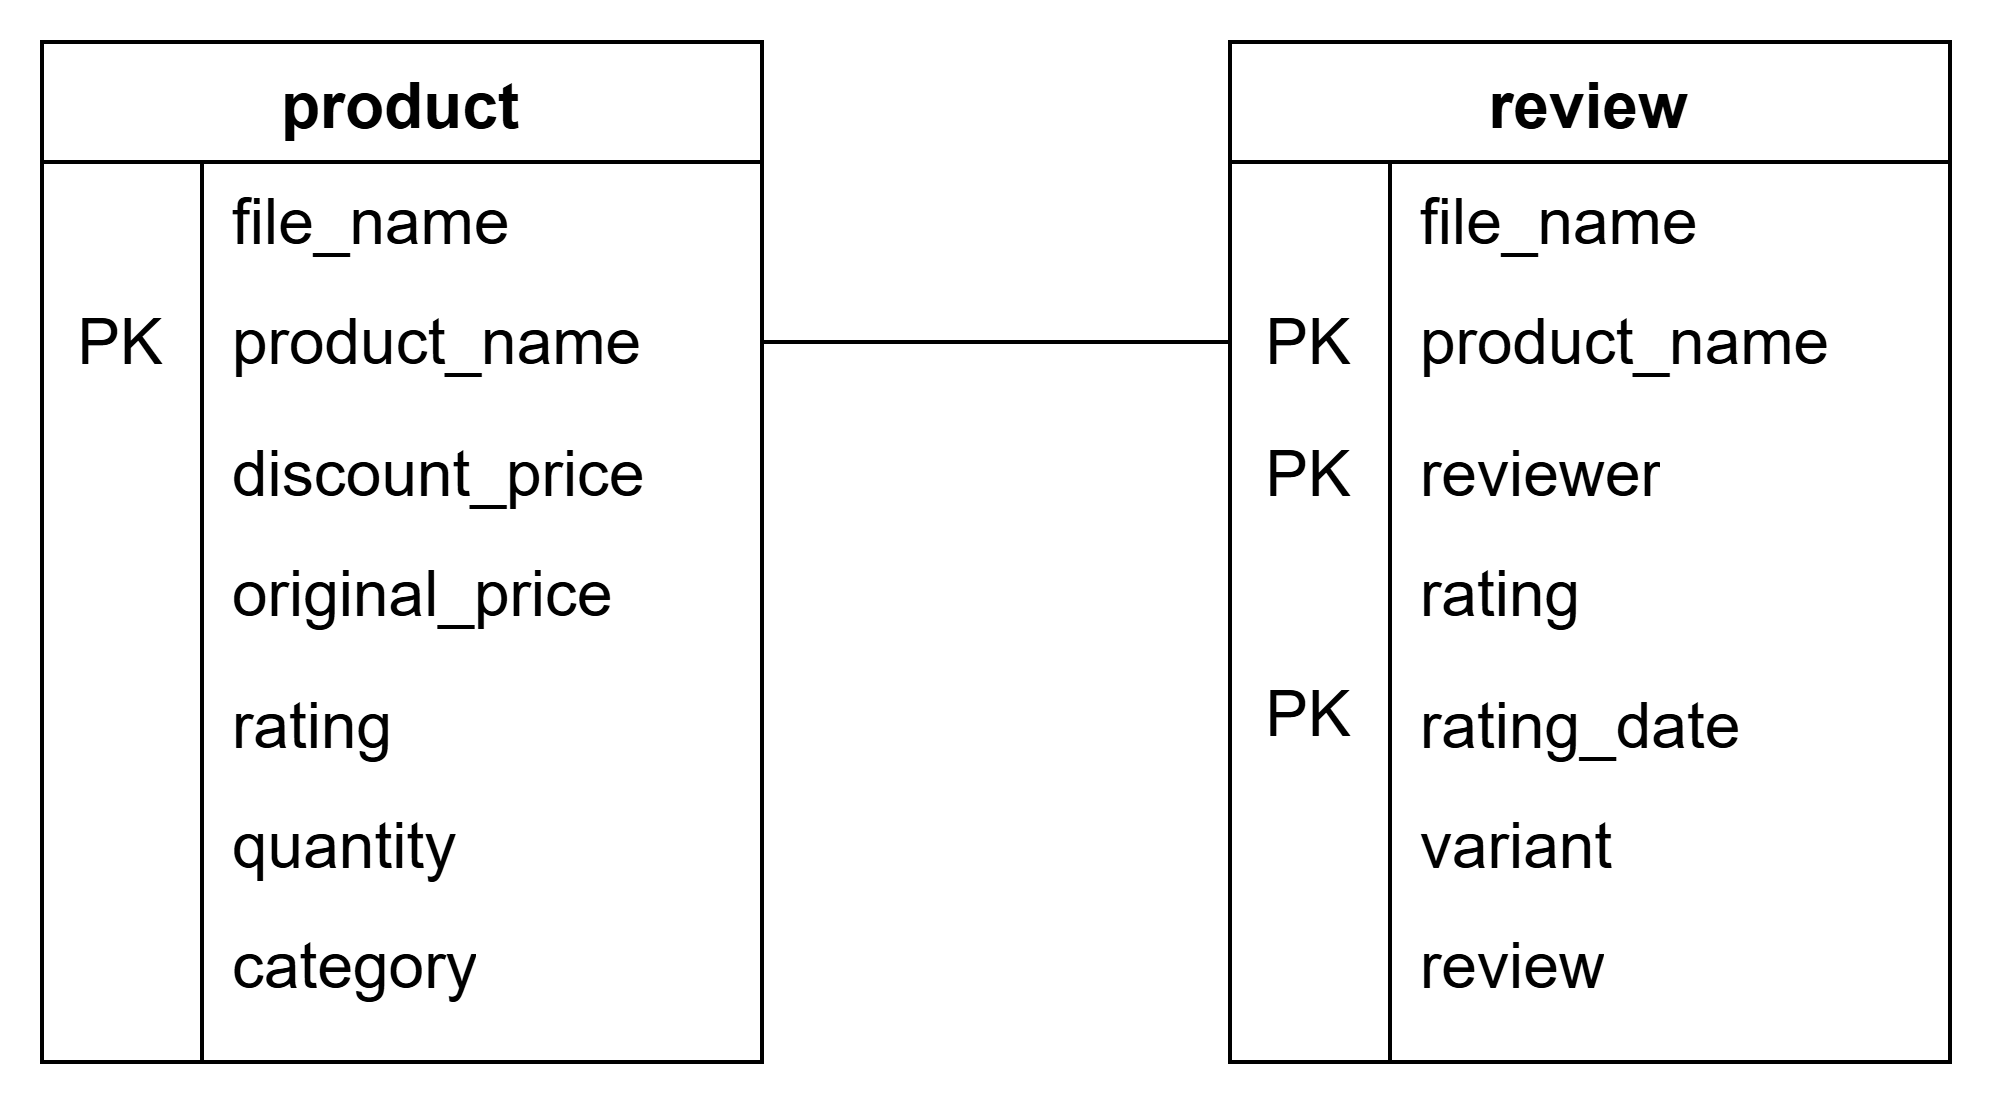 product
file_name
PK product_name
discount_price
original_price
rating
quantity
category
review
file_name
PK product_name
PK reviewer
rating
PK rating_date
variant
review